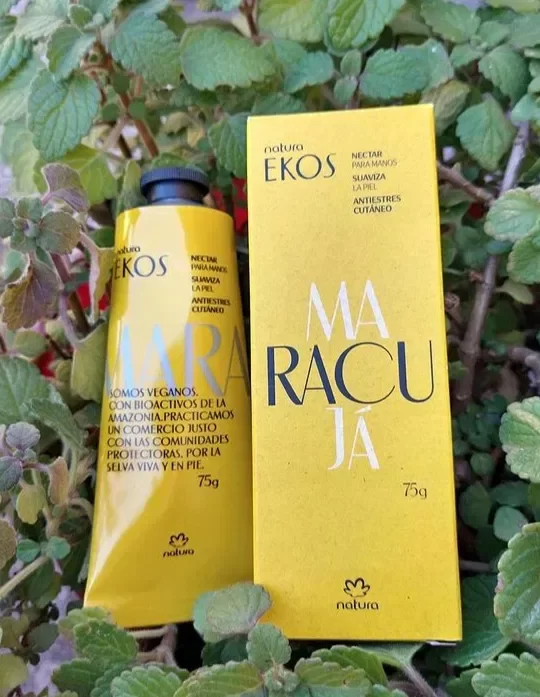 natura
EKOS
NECTAR
PARA MANOS
SUAVIZA
LA PIEL
ANTIESTRES
CUTÁNEO
MARA
SOMOS VEGANOS.
CON BIOACTIVOS DE LA
AMAZONIA, PRACTICAMOS
UN COMERCIO JUSTO
CON LAS COMUNIDADES
PROTECTORAS. POR LA
SELVA VIVA Y EN PIE.
75g
natura
natura
EKOS
NECTAR
PARA MANOS
SUAVIZA
LA PIEL
ANTIESTRES
CUTÁNEO
MA
RACU
JÁ
75g
natura